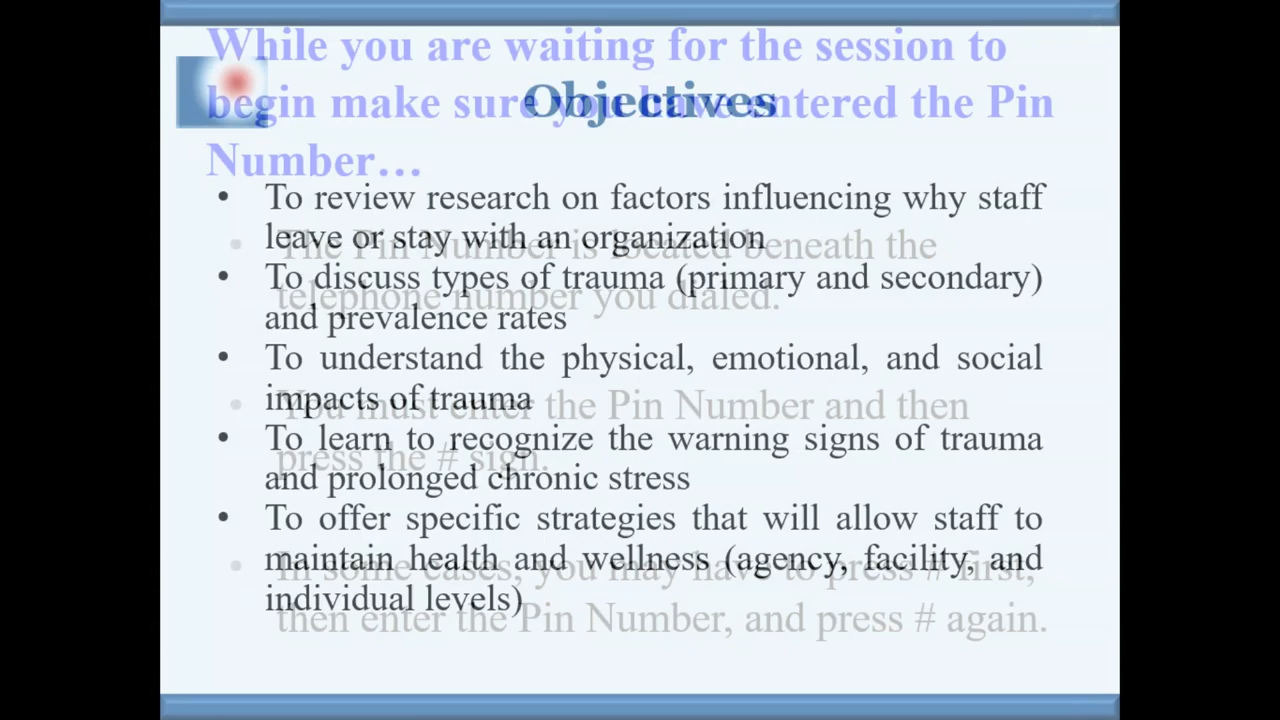 While you are waiting for the session to
begin make sure you have entered the Pin
Number…
Objectives
• To review research on factors influencing why staff
leave or stay with an organization
• To discuss types of trauma (primary and secondary)
and prevalence rates
• To understand the physical, emotional, and social
impacts of trauma
• To learn to recognize the warning signs of trauma
and prolonged chronic stress
• To offer specific strategies that will allow staff to
maintain health and wellness (agency, facility, and
individual levels)
• The Pin Number is located beneath the
telephone number you dialed.
• You must enter the Pin Number and then
press the # sign.
• In some cases, you may have to press # first,
then enter the Pin Number, and press # again.